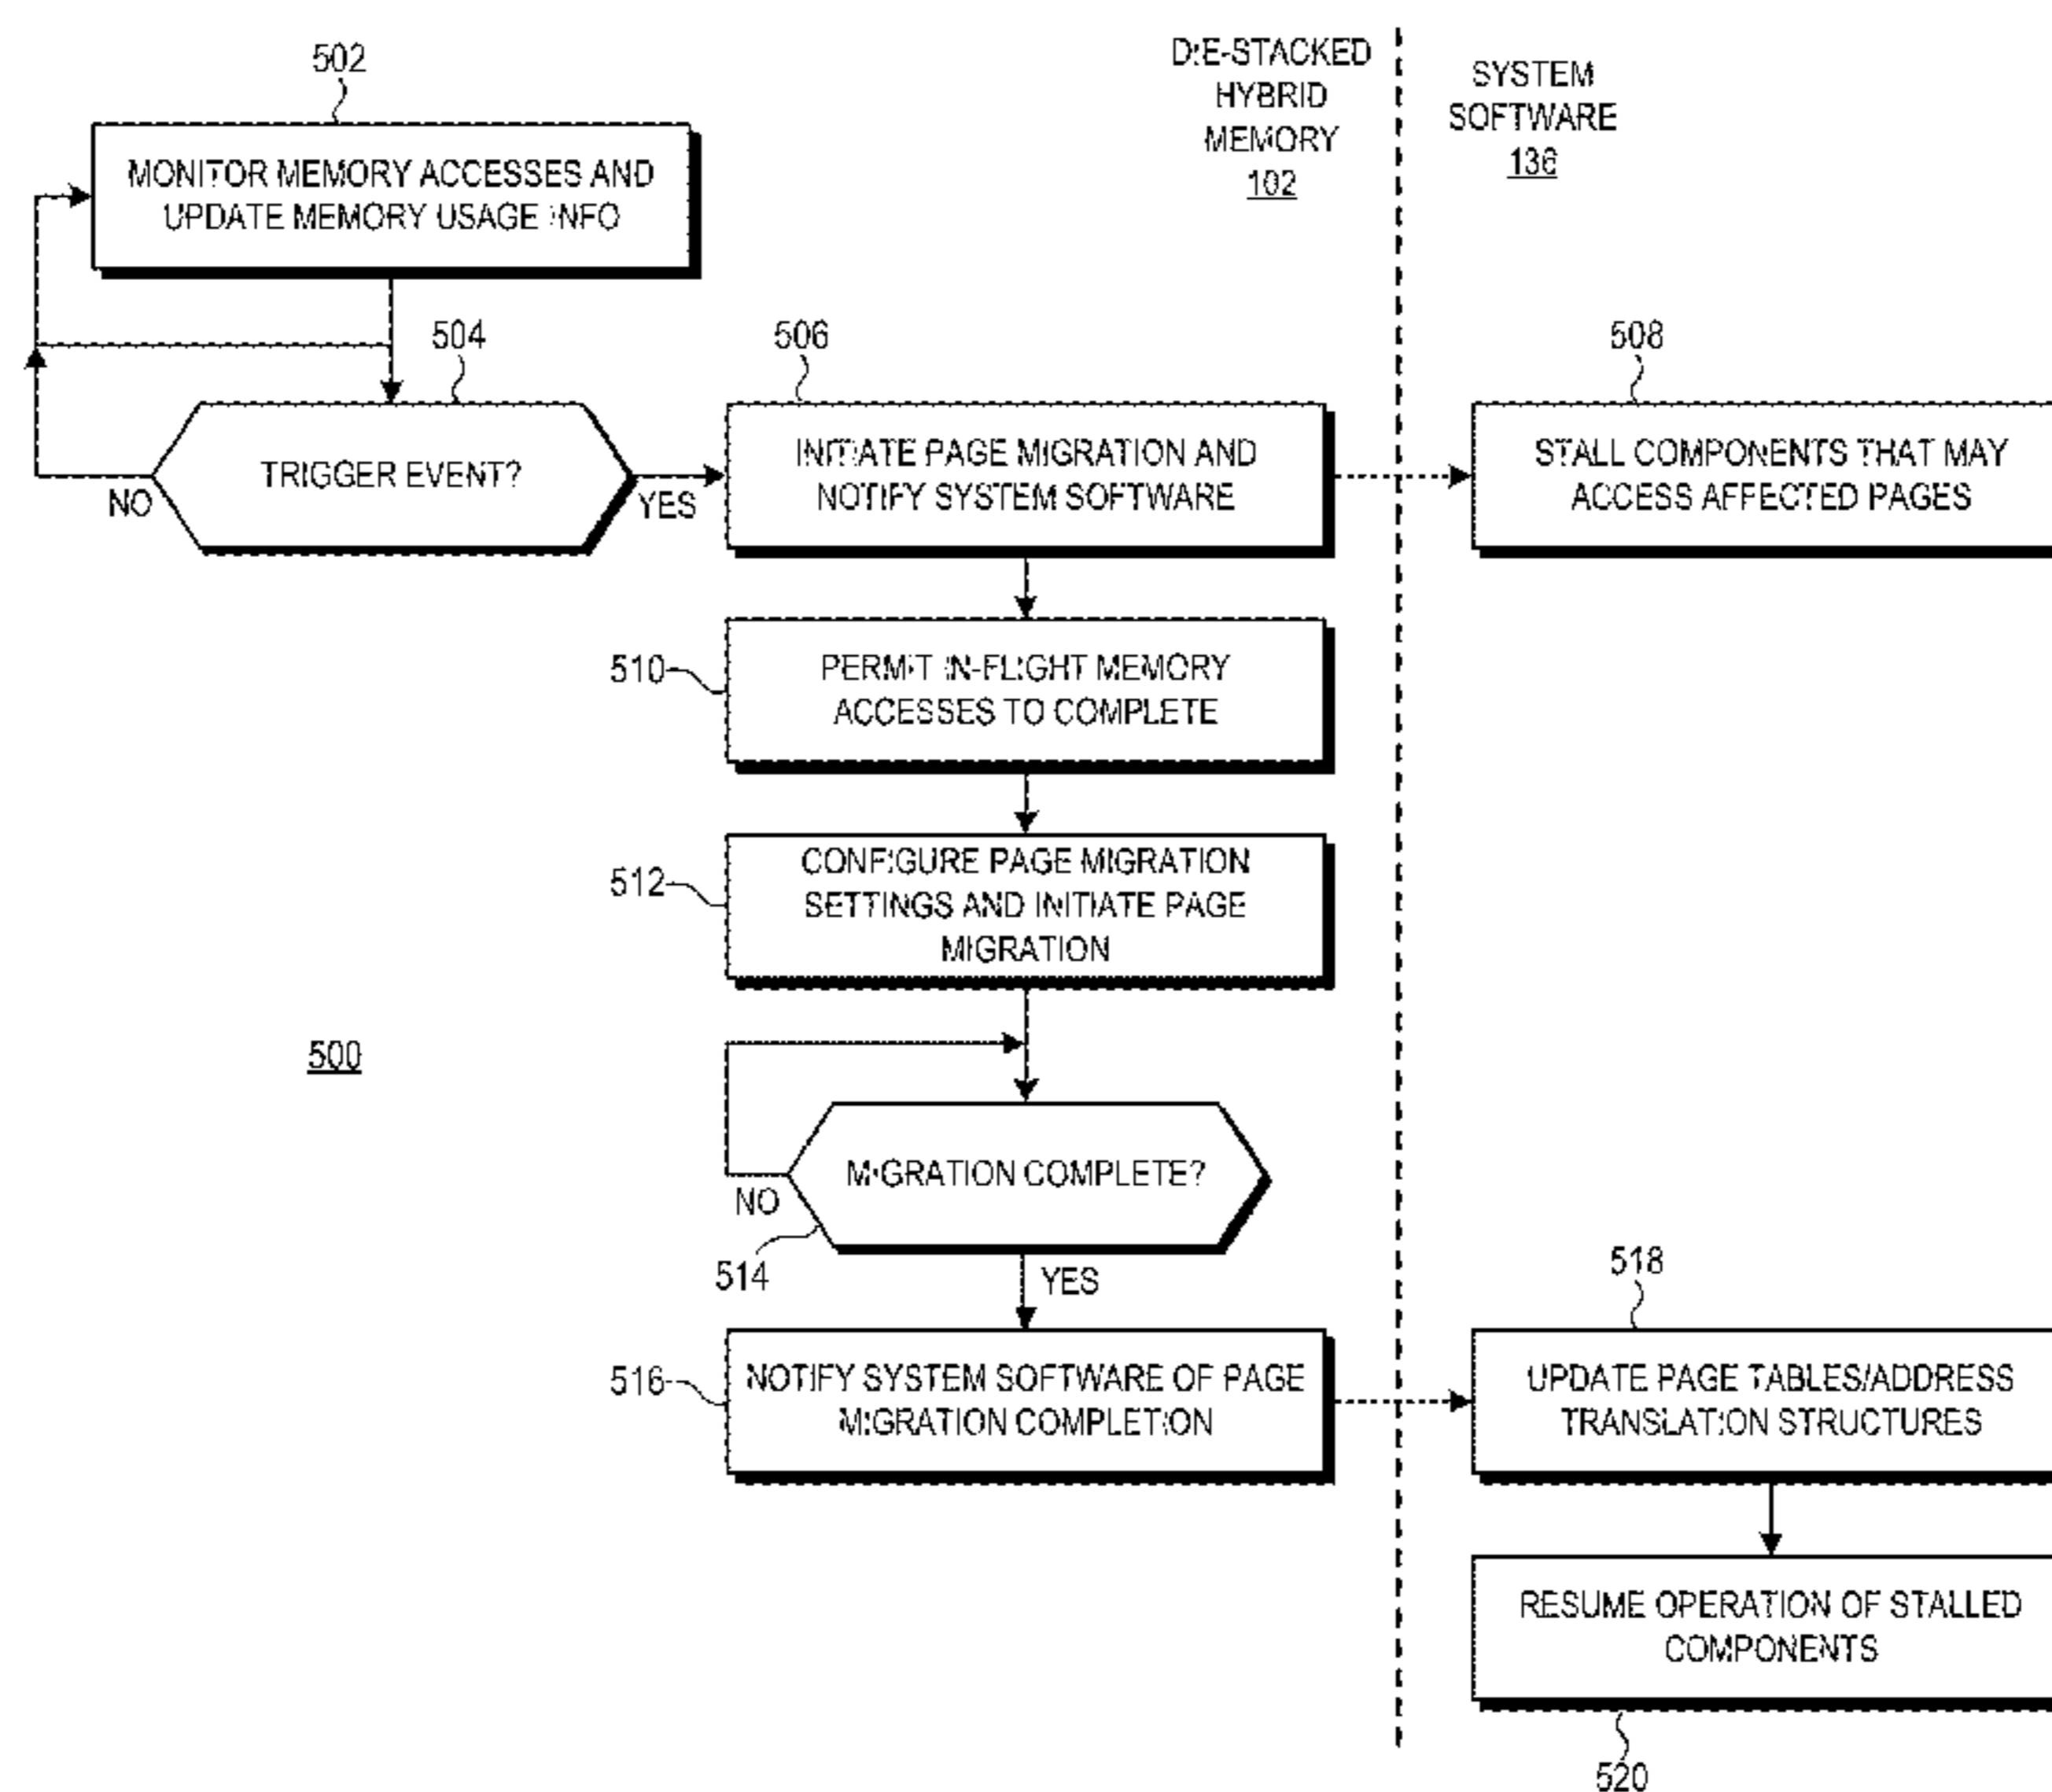 502
DIE-STACKED
HYBRID
MEMORY
102
SYSTEM
SOFTWARE
136
MONITOR MEMORY ACCESSES AND
UPDATE MEMORY USAGE INFO
504
506
508
TRIGGER EVENT?
NO
YES
INITIATE PAGE MIGRATION AND
NOTIFY SYSTEM SOFTWARE
STALL COMPONENTS THAT MAY
ACCESS AFFECTED PAGES
510
PERMIT IN-FLIGHT MEMORY
ACCESSES TO COMPLETE
512
CONFIGURE PAGE MIGRATION
SETTINGS AND INITIATE PAGE
MIGRATION
500
MIGRATION COMPLETE?
NO
514
YES
518
516
NOTIFY SYSTEM SOFTWARE OF PAGE
MIGRATION COMPLETION
UPDATE PAGE TABLES/ADDRESS
TRANSLATION STRUCTURES
RESUME OPERATION OF STALLED
COMPONENTS
520